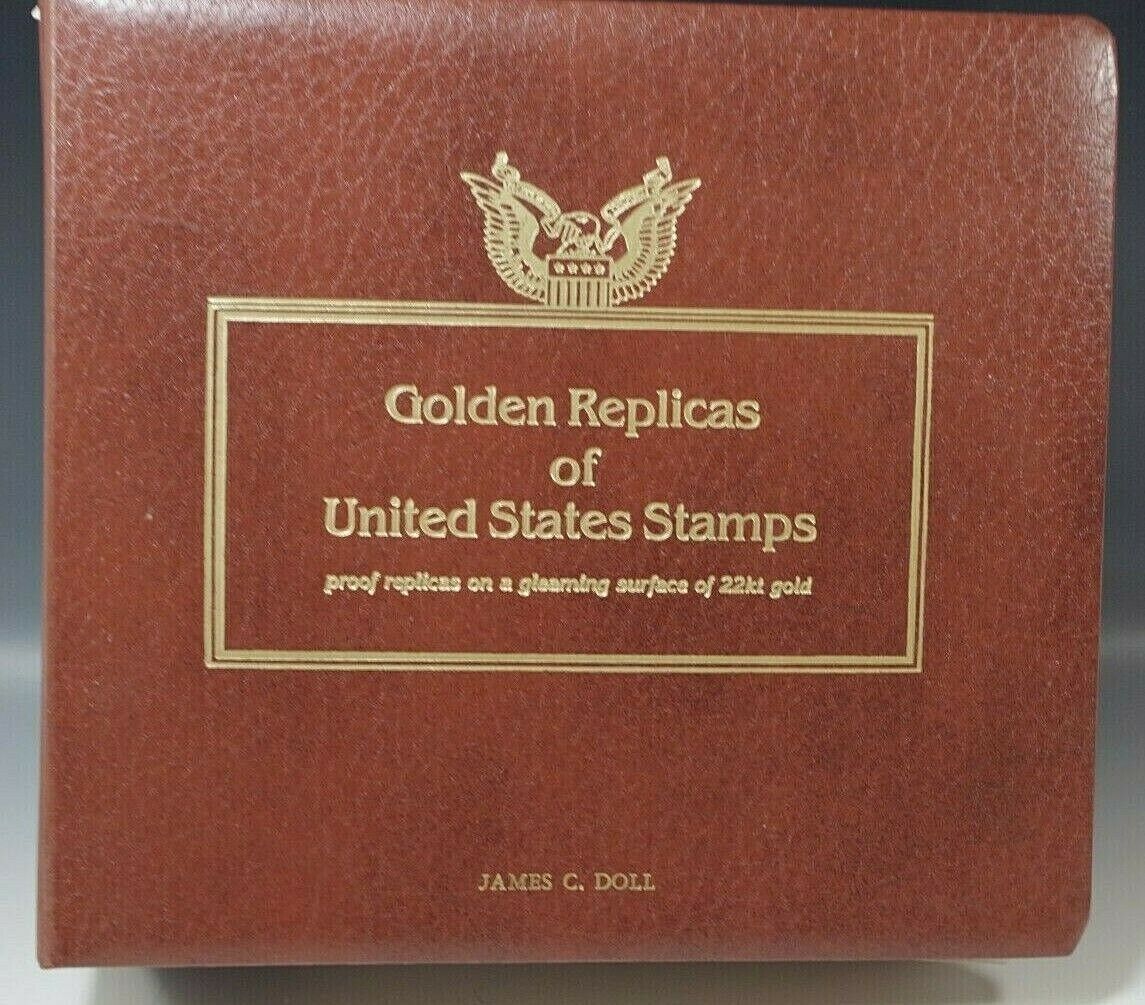 Golden Replicas
of
United States Stamps
proof replicas on a gleaming surface of 22kt gold
JAMES C. DOLL